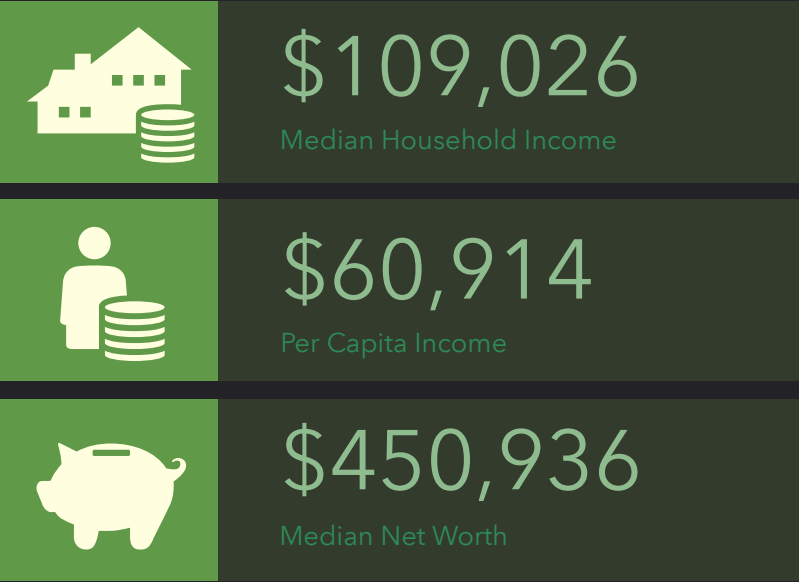 $109,026
Median Household Income
$60,914
Per Capita Income
$450,936
Median Net Worth